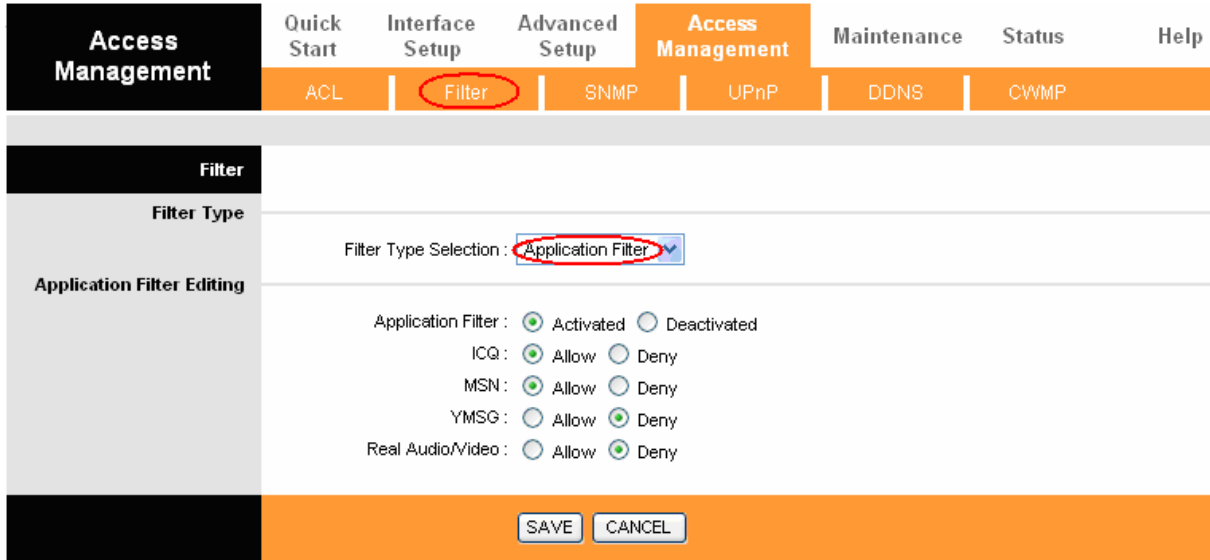 Access Management
Quick Start
Interface Setup
Advanced Setup
Access Management
Maintenance
Status
Help
ACL
Filter
SNMP
UPnP
DDNS
CWMP
Filter
Filter Type
Filter Type Selection : Application Filter
Application Filter Editing
Application Filter : Activated Deactivated
ICQ : Allow Deny
MSN : Allow Deny
YMSG : Allow Deny
Real Audio/Video : Allow Deny
SAVE CANCEL